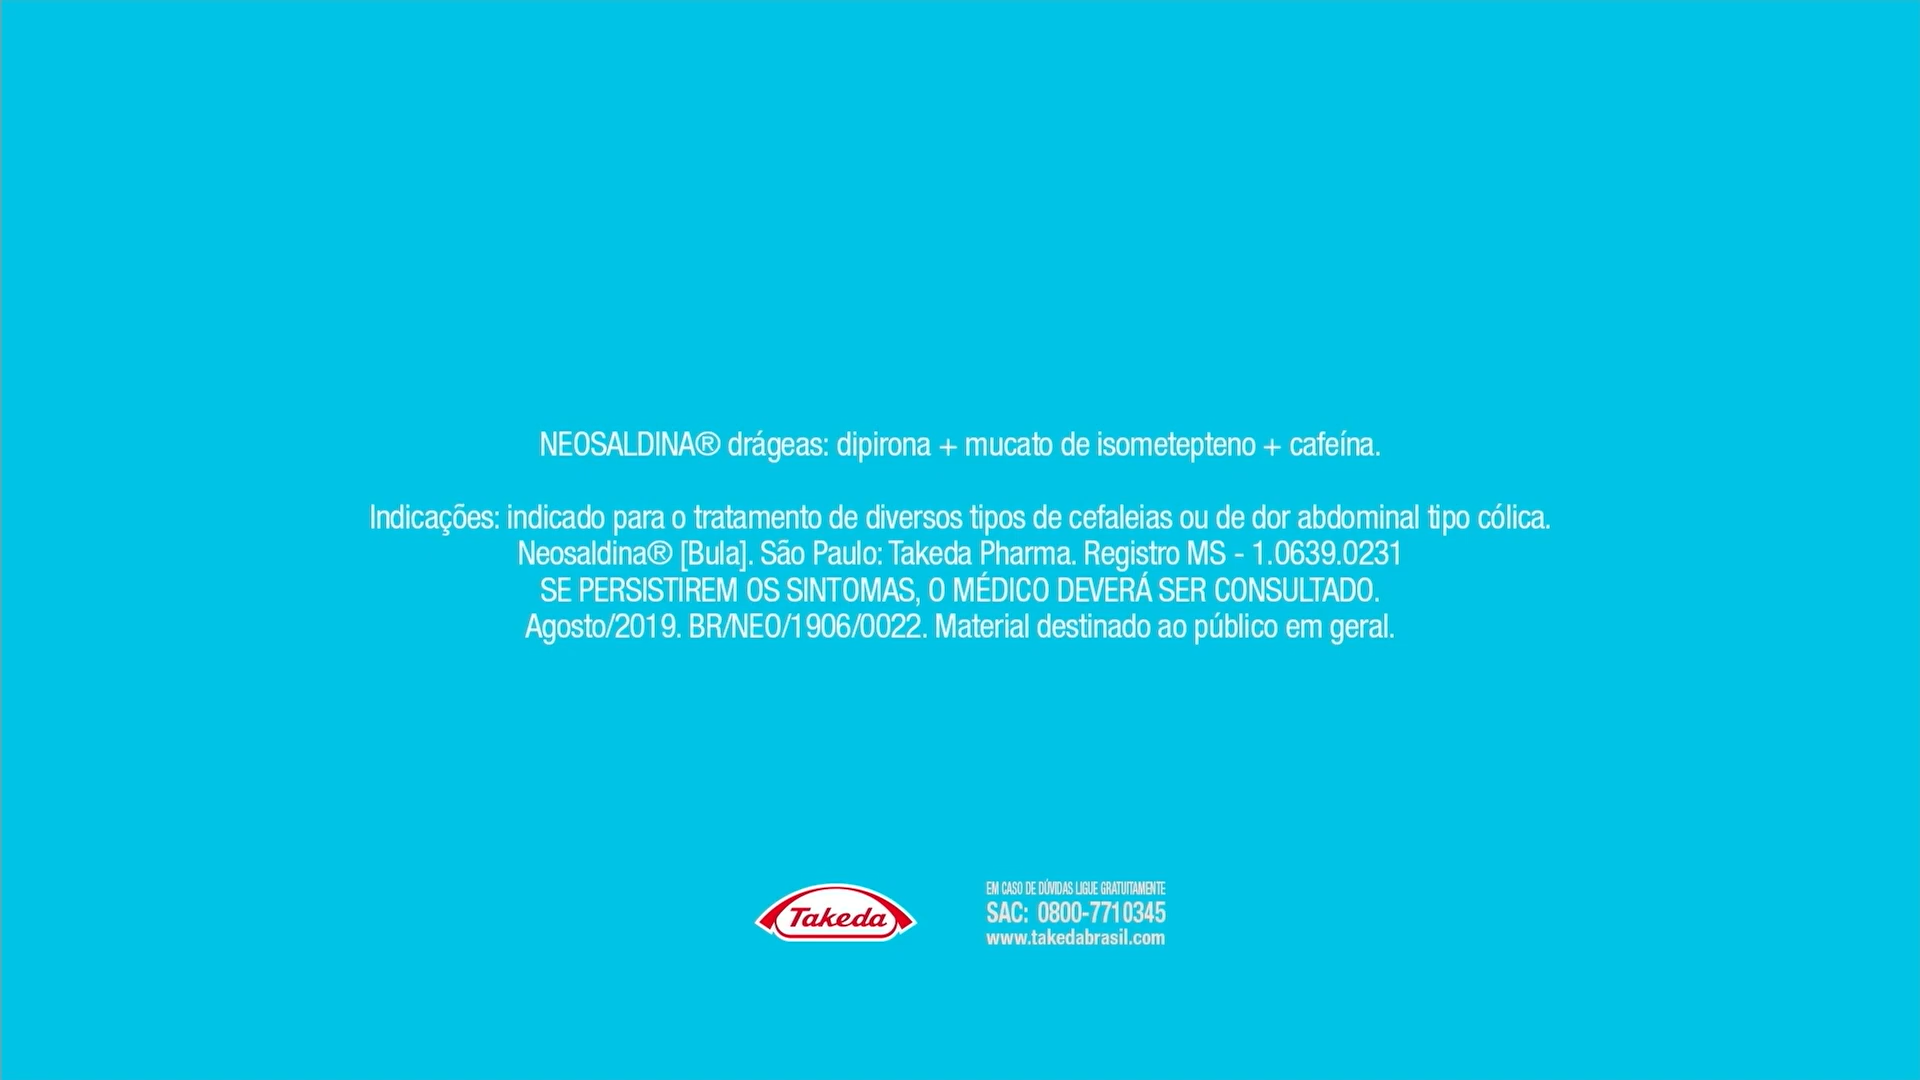 NEOSALDINA® drágeas: dipirona + mucato de isometepteno + cafeína.
Indicações: indicado para o tratamento de diversos tipos de cefaleias ou de dor abdominal tipo cólica.
Neosaldina® [Bula]. São Paulo: Takeda Pharma. Registro MS - 1.0639.0231
SE PERSISTIREM OS SINTOMAS, O MÉDICO DEVERÁ SER CONSULTADO.
Agosto/2019. BR/NEO/1906/0022. Material destinado ao público em geral.
Takeda
EM CASO DE DÚVIDAS LIGUE GRATUITAMENTE
SAC: 0800-7710345
www.takedabrasil.com